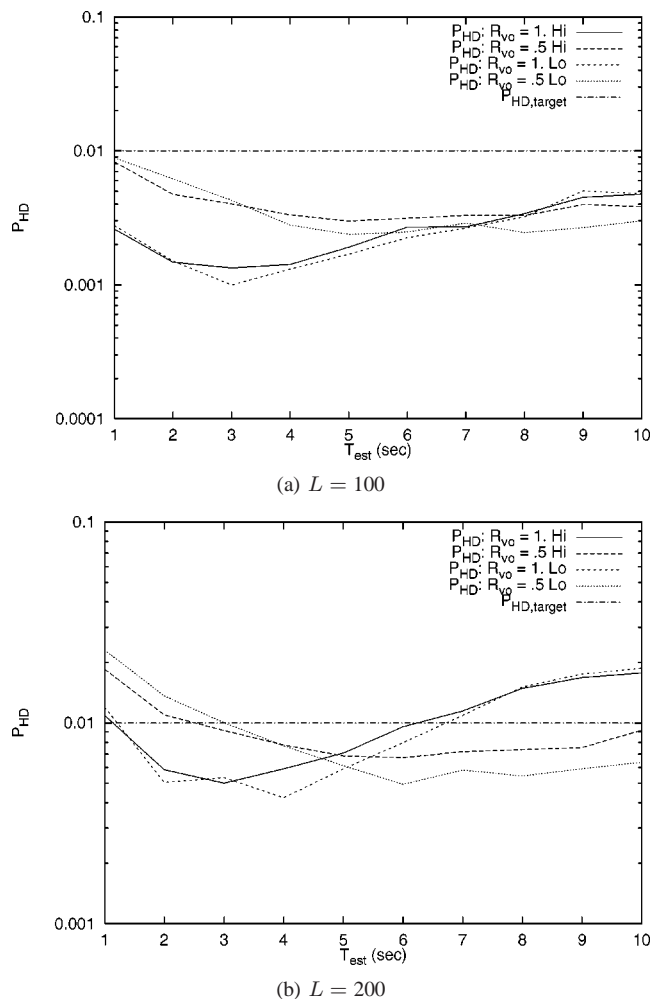 0.1
P_HD: R_vo = 1. Hi
P_HD: R_vo = .5 Hi
P_HD: R_vo = 1. Lo
P_HD: R_vo = .5 Lo
P_HD,target
0.01
P_HD
0.001
0.0001
1 2 3 4 5 6 7 8 9 10
T_est (sec)
(a) L = 100
0.1
P_HD: R_vo = 1. Hi
P_HD: R_vo = .5 Hi
P_HD: R_vo = 1. Lo
P_HD: R_vo = .5 Lo
P_HD,target
P_HD
0.01
0.001
1 2 3 4 5 6 7 8 9 10
T_est (sec)
(b) L = 200